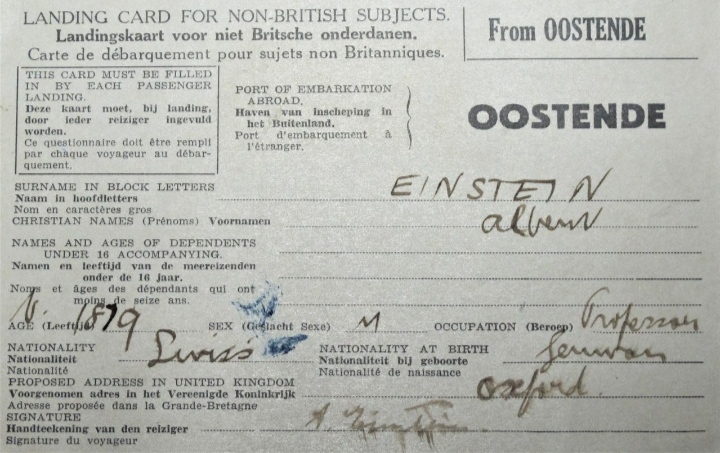 LANDING CARD FOR NON-BRITISH SUBJECTS.
Landingskaart voor niet Britsche onderdanen.
Carte de débarquement pour sujets non Britanniques.
From OOSTENDE
THIS CARD MUST BE FILLED
IN BY EACH PASSENGER
LANDING.
Deze kaart moet, bij landing,
door ieder reiziger ingevuld
worden.
Ce questionnaire doit être rempli
par chaque voyageur au débar-
quement.
PORT OF EMBARKATION
ABROAD.
Haven van inscheping in
het Buitenland.
Port d'embarquement à
l'étranger.
OOSTENDE
SURNAME IN BLOCK LETTERS EINSTEIN
Naam in hoofdletters
Nom en caractères gros
CHRISTIAN NAMES (Prénoms) Voornamen Albert
NAMES AND AGES OF DEPENDENTS
UNDER 16 ACCOMPANYING.
Namen en leeftijd van de meereizenden
onder de 16 jaar.
Noms et âges des dépendants qui ont
moins de seize ans.
AGE (Leeftijd) 1879 SEX (Geslacht Sexe) M OCCUPATION (Beroep) Professor
NATIONALITY
Nationaliteit Swiss
Nationalité
NATIONALITY AT BIRTH
Nationaliteit bij geboorte German
Nationalité de naissance
PROPOSED ADDRESS IN UNITED KINGDOM
Voorgenomen adres in het Vereenigde Koninkrijk Oxford.
Adresse proposée dans la Grande-Bretagne
SIGNATURE
Handteekening van den reiziger A. Einstein.
Signature du voyageur